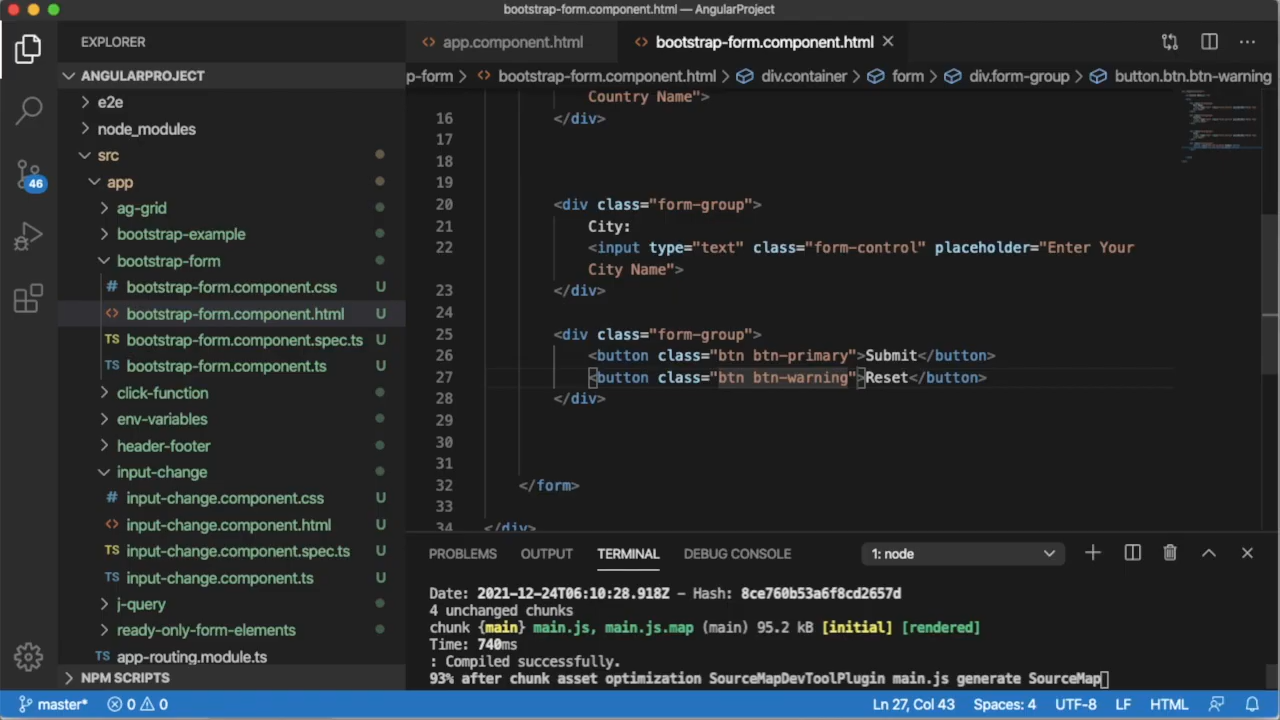 bootstrap-form.component.html — AngularProject
EXPLORER
app.component.html
bootstrap-form.component.html
ANGULARPROJECT
p-form > bootstrap-form.component.html > div.container > form > div.form-group > button.btn.btn-warning
e2e
node_modules
src
app
ag-grid
bootstrap-example
bootstrap-form
# bootstrap-form.component.css U
<> bootstrap-form.component.html U
TS bootstrap-form.component.spec.ts U
TS bootstrap-form.component.ts U
click-function
env-variables
header-footer
input-change
# input-change.component.css U
<> input-change.component.html U
TS input-change.component.spec.ts U
TS input-change.component.ts U
j-query
ready-only-form-elements
TS app-routing.module.ts
NPM SCRIPTS
46
Country Name">
16 </div>
17
18
19
20 <div class="form-group">
21 City:
22 <input type="text" class="form-control" placeholder="Enter Your
City Name">
23 </div>
24
25 <div class="form-group">
26 <button class="btn btn-primary">Submit</button>
27 <button class="btn btn-warning">Reset</button>
28 </div>
29
30
31
32 </form>
33
34 </div>
PROBLEMS OUTPUT TERMINAL DEBUG CONSOLE 1: node
Date: 2021-12-24T06:10:28.918Z - Hash: 8ce760b53a6f8cd2657d
4 unchanged chunks
chunk {main} main.js, main.js.map (main) 95.2 kB [initial] [rendered]
Time: 740ms
: Compiled successfully.
93% after chunk asset optimization SourceMapDevToolPlugin main.js generate SourceMap
master* 0 0 Ln 27, Col 43 Spaces: 4 UTF-8 LF HTML